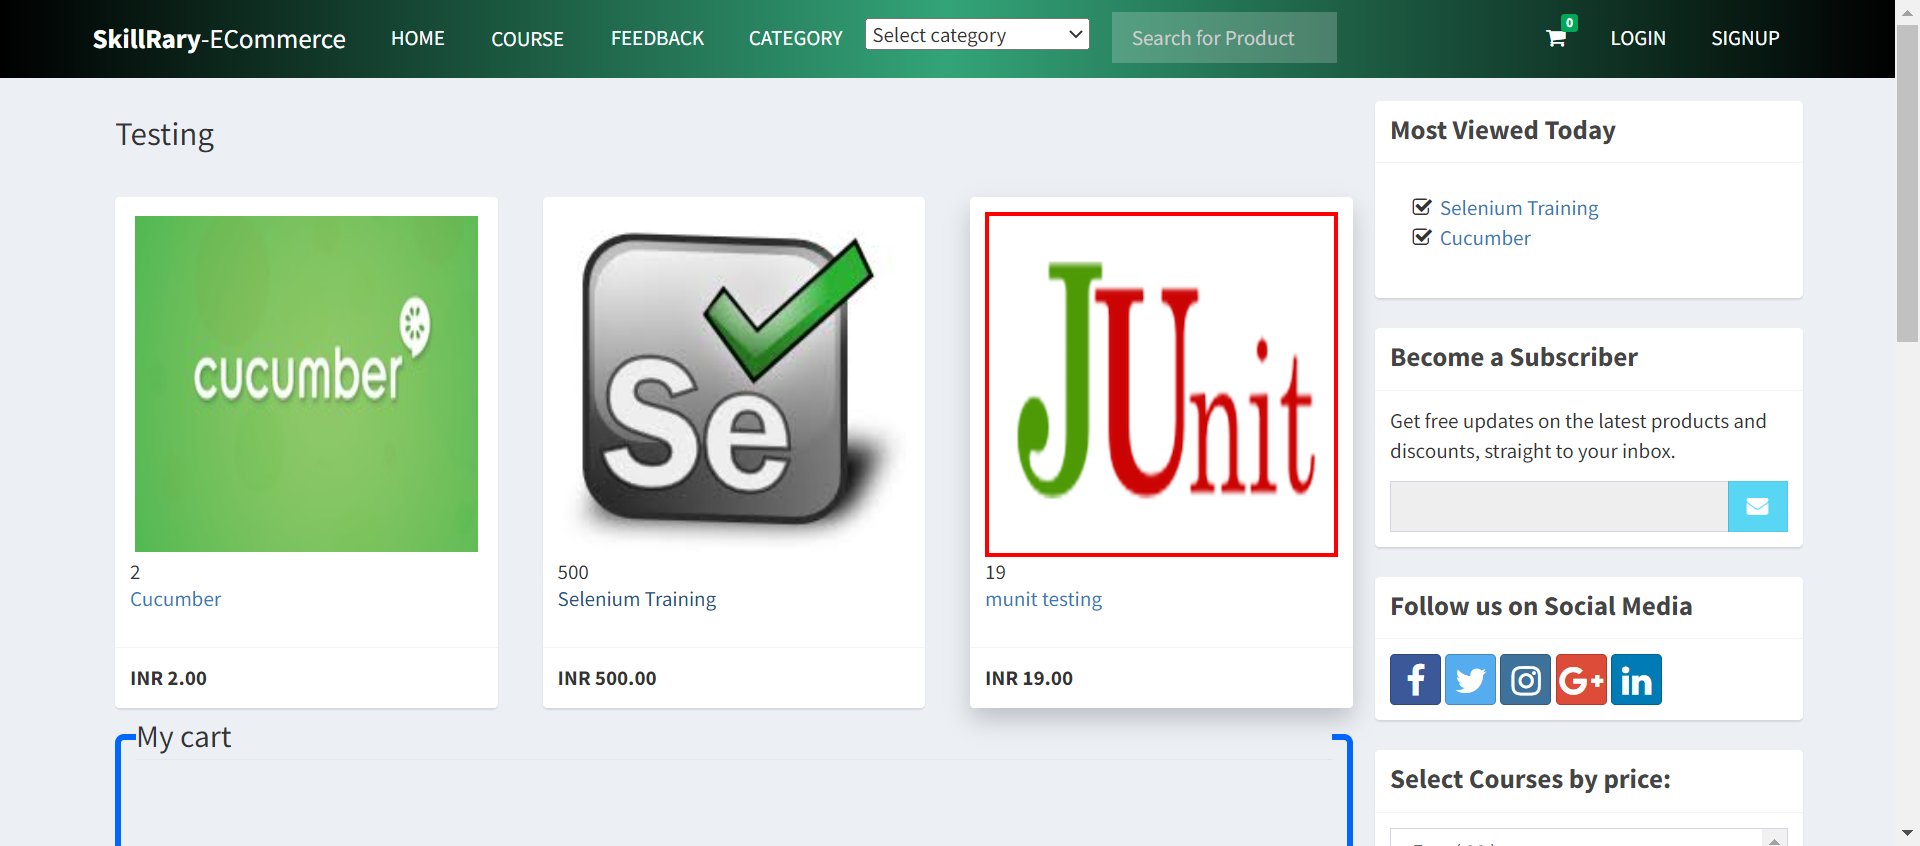 SkillRary-ECommerce
HOME
COURSE
FEEDBACK
CATEGORY
Select category
Search for Product
0
LOGIN
SIGNUP
Testing
cucumber
2
Cucumber
INR 2.00
Se
500
Selenium Training
INR 500.00
JUnit
19
munit testing
INR 19.00
My cart
Most Viewed Today
Selenium Training
Cucumber
Become a Subscriber
Get free updates on the latest products and
discounts, straight to your inbox.
Follow us on Social Media
f
G+
in
Select Courses by price: